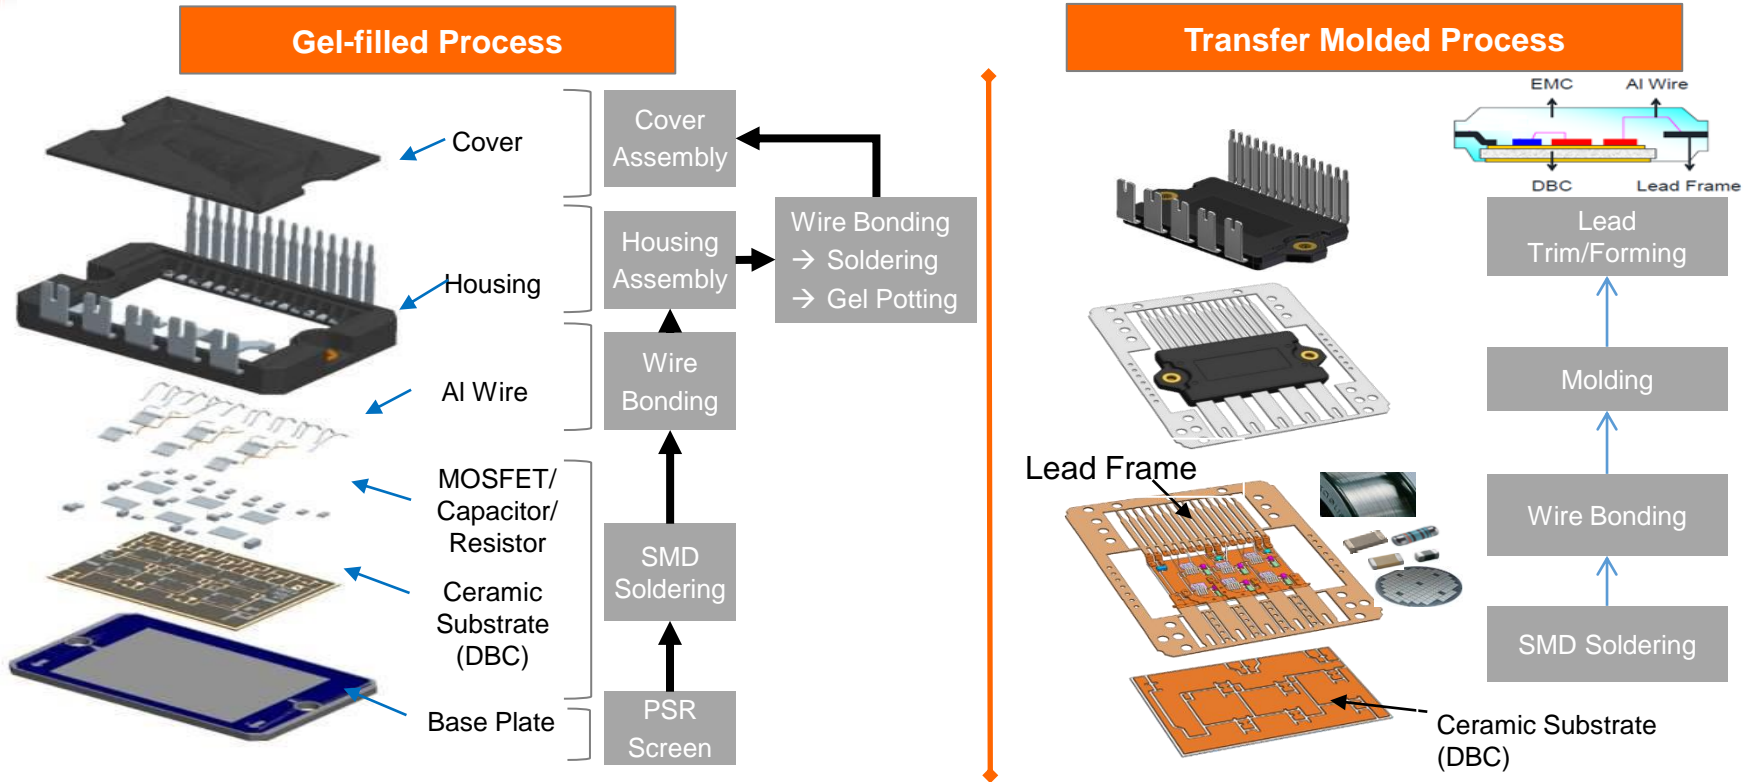 Gel-filled Process
Cover
Housing
Al Wire
MOSFET/
Capacitor/
Resistor
Ceramic
Substrate
(DBC)
Base Plate
Cover
Assembly
Housing
Assembly
Wire
Bonding
SMD
Soldering
PSR
Screen
Wire Bonding
→ Soldering
→ Gel Potting
Transfer Molded Process
EMC
Al Wire
DBC
Lead Frame
Lead
Trim/Forming
Molding
Wire Bonding
SMD Soldering
Lead Frame
Ceramic Substrate
(DBC)